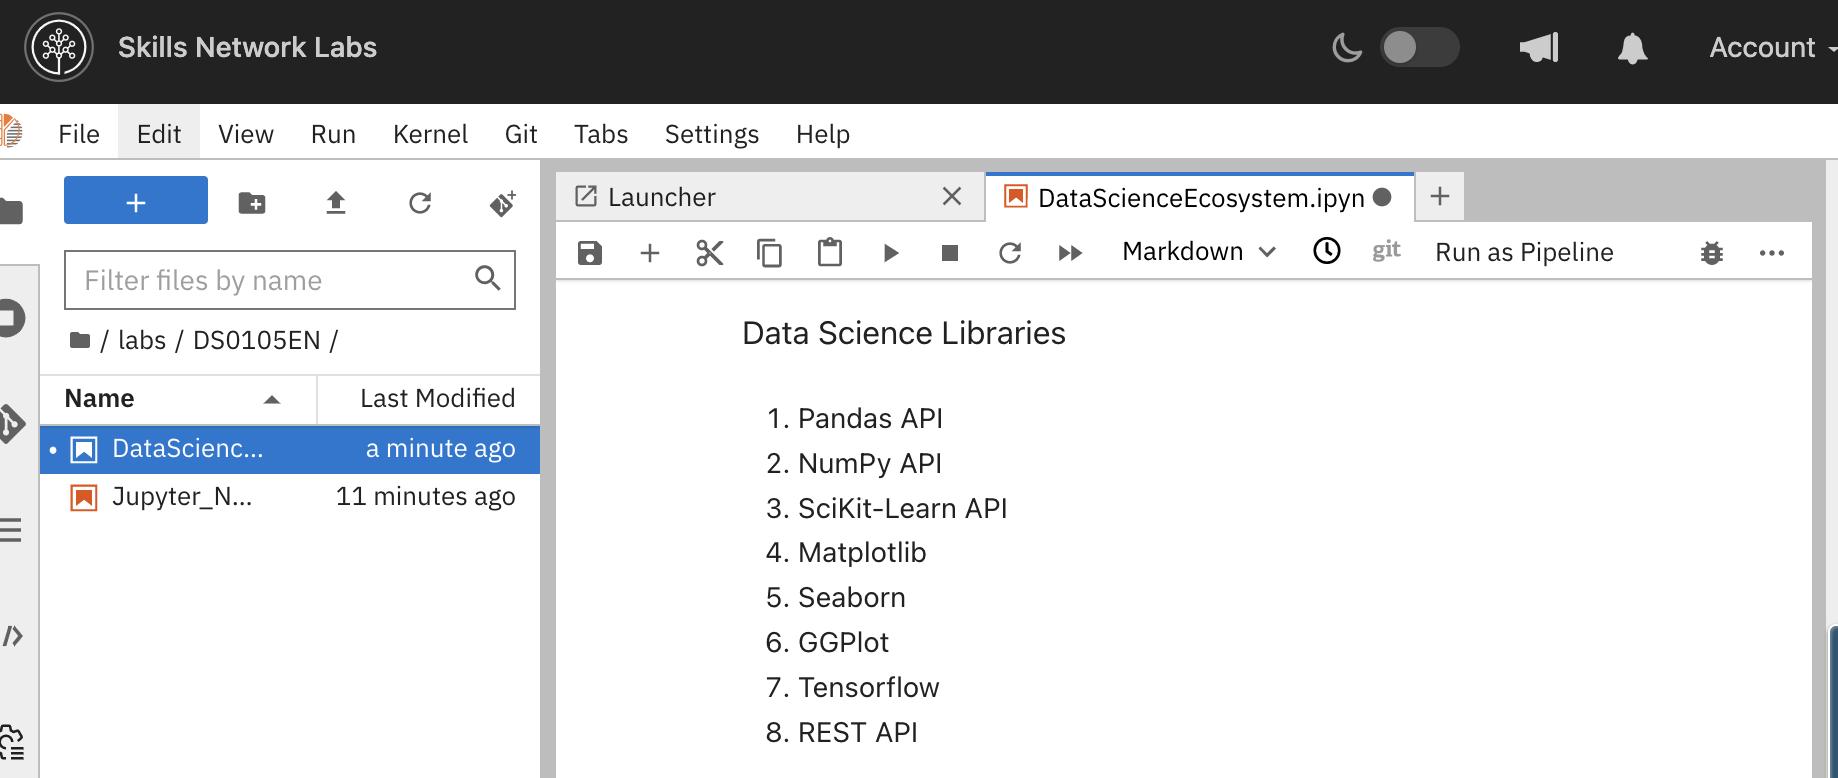 Skills Network Labs
Account
File Edit View Run Kernel Git Tabs Settings Help
+
Launcher
DataScienceEcosystem.ipyn
Markdown
git
Run as Pipeline
Filter files by name
/ labs / DS0105EN /
Name Last Modified
DataScienc... a minute ago
Jupyter_N... 11 minutes ago
Data Science Libraries
1. Pandas API
2. NumPy API
3. SciKit-Learn API
4. Matplotlib
5. Seaborn
6. GGPlot
7. Tensorflow
8. REST API